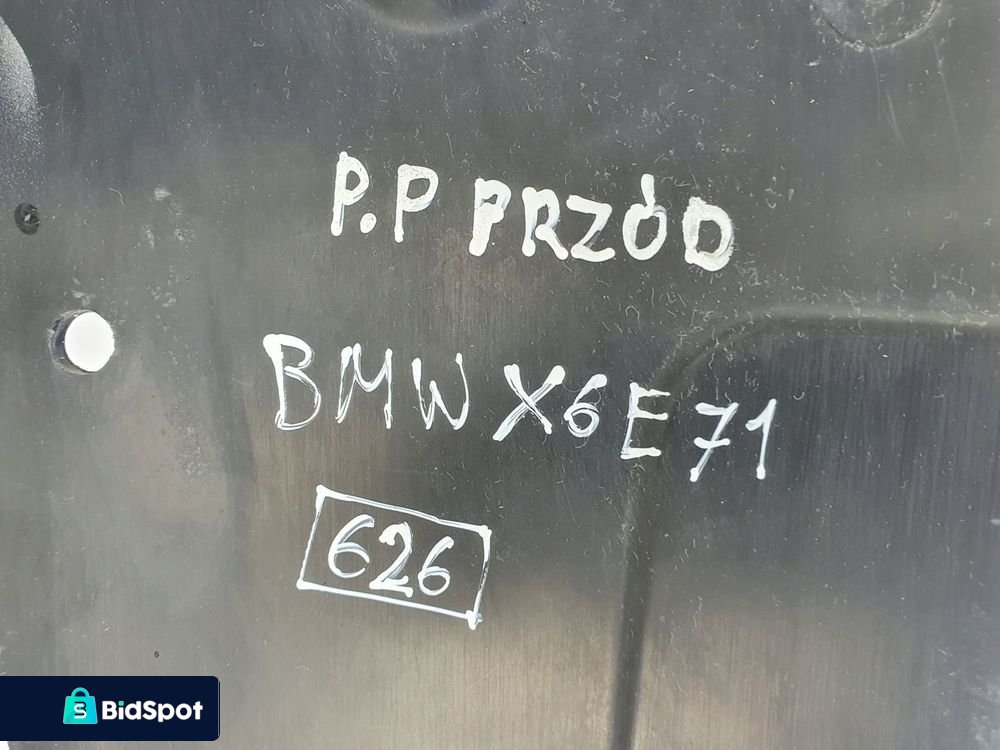 P.P PRZÓD
BMW X6 E71
626
BidSpot